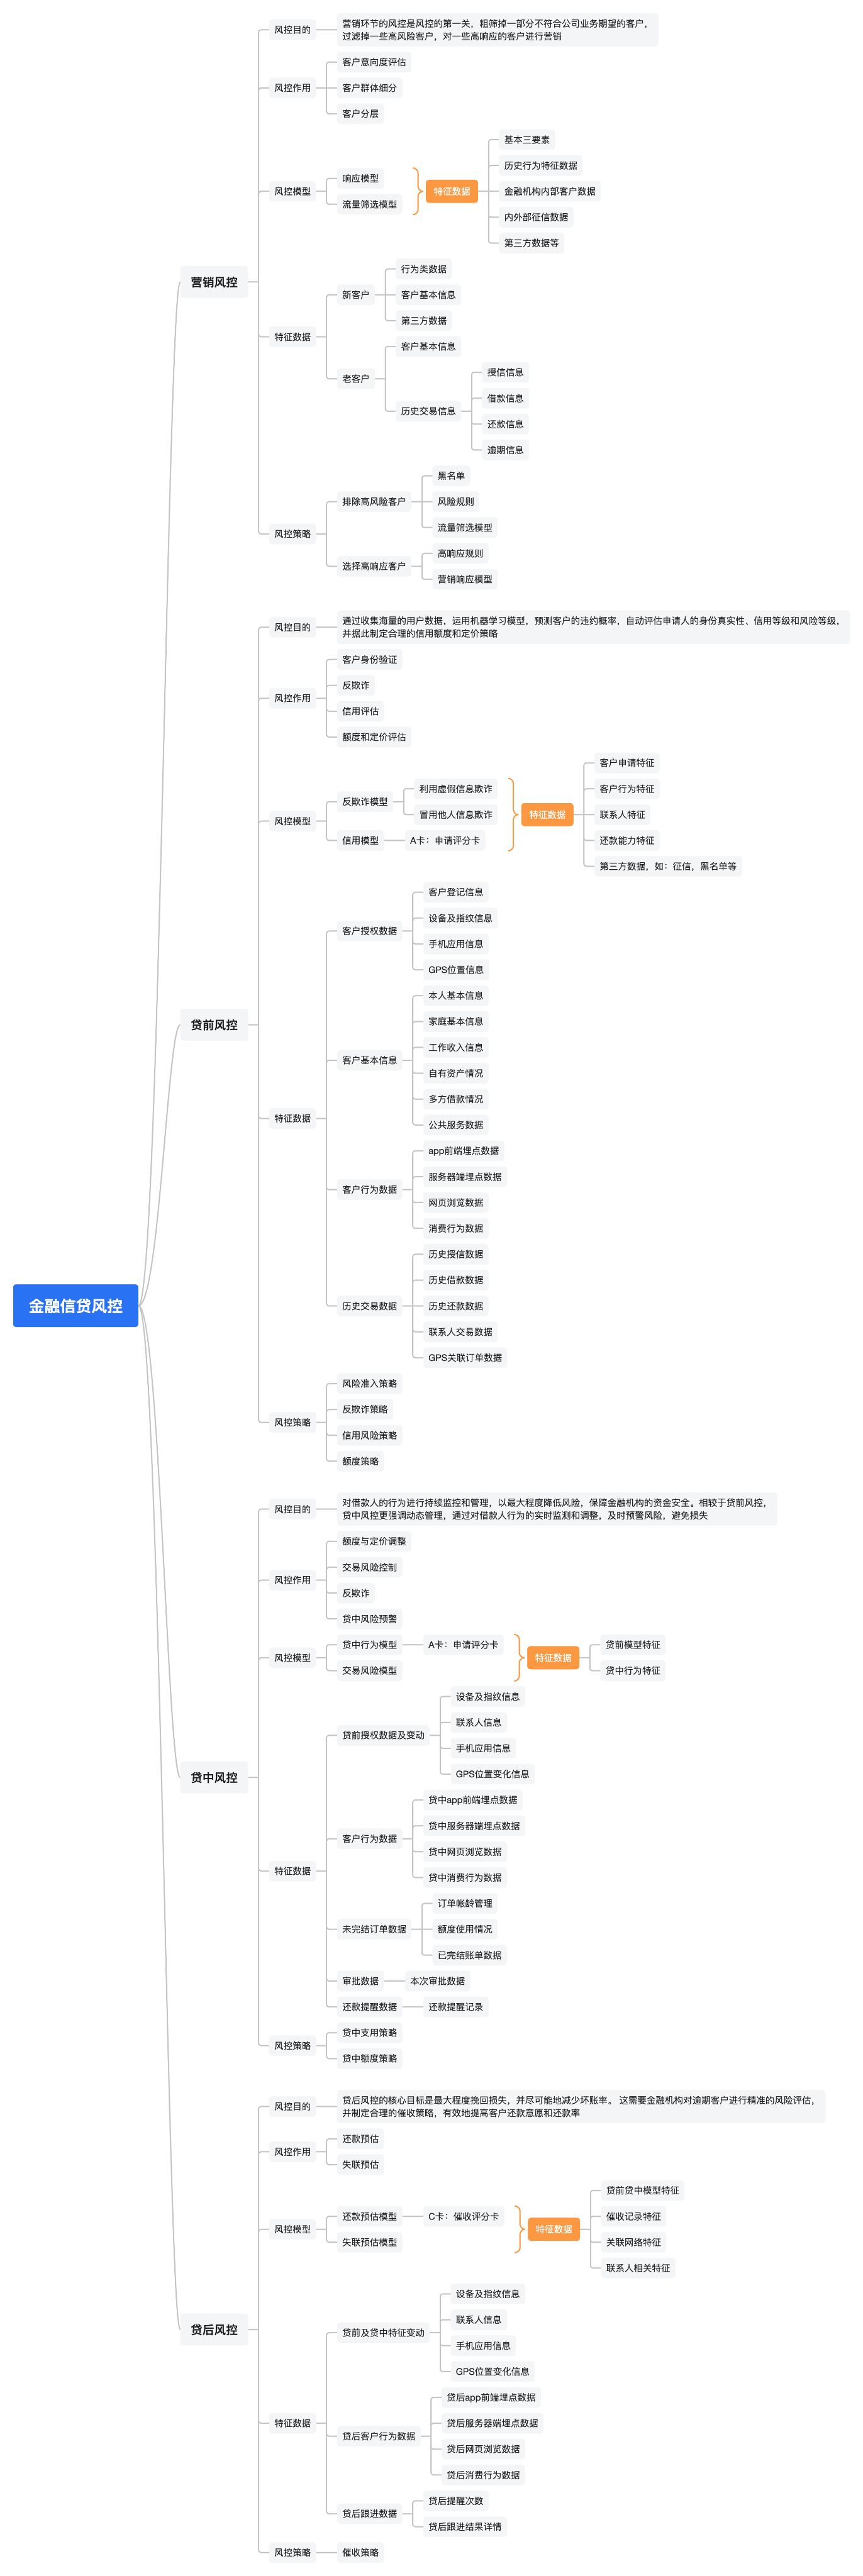 金融信贷风控
营销风控
风控目的
营销环节的风控是风控的第一关，粗筛掉一部分不符合公司业务期望的客户，
过滤掉一些高风险客户，对一些高响应的客户进行营销
风控作用
客户意向度评估
客户群体细分
客户分层
风控模型
响应模型
流量筛选模型
特征数据
基本三要素
历史行为特征数据
金融机构内部客户数据
内外部征信数据
第三方数据等
特征数据
新客户
行为类数据
客户基本信息
第三方数据
老客户
客户基本信息
历史交易信息
授信信息
借款信息
还款信息
逾期信息
风控策略
排除高风险客户
黑名单
风险规则
流量筛选模型
选择高响应客户
高响应规则
营销响应模型
贷前风控
风控目的
通过收集海量的用户数据，运用机器学习模型，预测客户的违约概率，自动评估申请人的身份真实性、信用等级和风险等级，
并据此制定合理的信用额度和定价策略
风控作用
客户身份验证
反欺诈
信用评估
额度和定价评估
风控模型
反欺诈模型
利用虚假信息欺诈
冒用他人信息欺诈
信用模型
A卡：申请评分卡
特征数据
客户申请特征
客户行为特征
联系人特征
还款能力特征
第三方数据，如：征信，黑名单等
特征数据
客户授权数据
客户登记信息
设备及指纹信息
手机应用信息
GPS位置信息
客户基本信息
本人基本信息
家庭基本信息
工作收入信息
自有资产情况
多方借款情况
公共服务数据
客户行为数据
app前端埋点数据
服务器端埋点数据
网页浏览数据
消费行为数据
历史交易数据
历史授信数据
历史借款数据
历史还款数据
联系人交易数据
GPS关联订单数据
风控策略
风险准入策略
反欺诈策略
信用风险策略
额度策略
贷中风控
风控目的
对借款人的行为进行持续监控和管理，以最大程度降低风险，保障金融机构的资金安全。相较于贷前风控，
贷中风控更强调动态管理，通过对借款人行为的实时监测和调整，及时预警风险，避免损失
风控作用
额度与定价调整
交易风险控制
反欺诈
贷中风险预警
风控模型
贷中行为模型
A卡：申请评分卡
交易风险模型
特征数据
贷前模型特征
贷中行为特征
特征数据
贷前授权数据及变动
设备及指纹信息
联系人信息
手机应用信息
GPS位置变化信息
客户行为数据
贷中app前端埋点数据
贷中服务器端埋点数据
贷中网页浏览数据
贷中消费行为数据
未完结订单数据
订单帐龄管理
额度使用情况
已完结账单数据
审批数据
本次审批数据
还款提醒数据
还款提醒记录
风控策略
贷中支用策略
贷中额度策略
贷后风控
风控目的
贷后风控的核心目标是最大程度挽回损失，并尽可能地减少坏账率。 这需要金融机构对逾期客户进行精准的风险评估，
并制定合理的催收策略，有效地提高客户还款意愿和还款率
风控作用
还款预估
失联预估
风控模型
还款预估模型
C卡：催收评分卡
失联预估模型
特征数据
贷前贷中模型特征
催收记录特征
关联网络特征
联系人相关特征
特征数据
贷前及贷中特征变动
设备及指纹信息
联系人信息
手机应用信息
GPS位置变化信息
贷后客户行为数据
贷后app前端埋点数据
贷后服务器端埋点数据
贷后网页浏览数据
贷后消费行为数据
贷后跟进数据
贷后提醒次数
贷后跟进结果详情
风控策略
催收策略